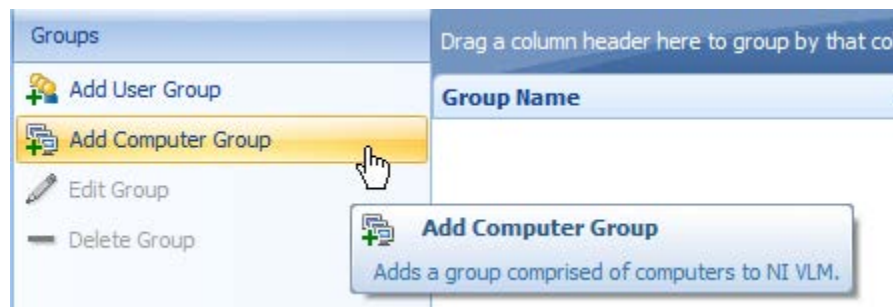 Groups
Drag a column header here to group by that co
Add User Group
Group Name
Add Computer Group
Edit Group
Add Computer Group
Delete Group
Adds a group comprised of computers to NI VLM.